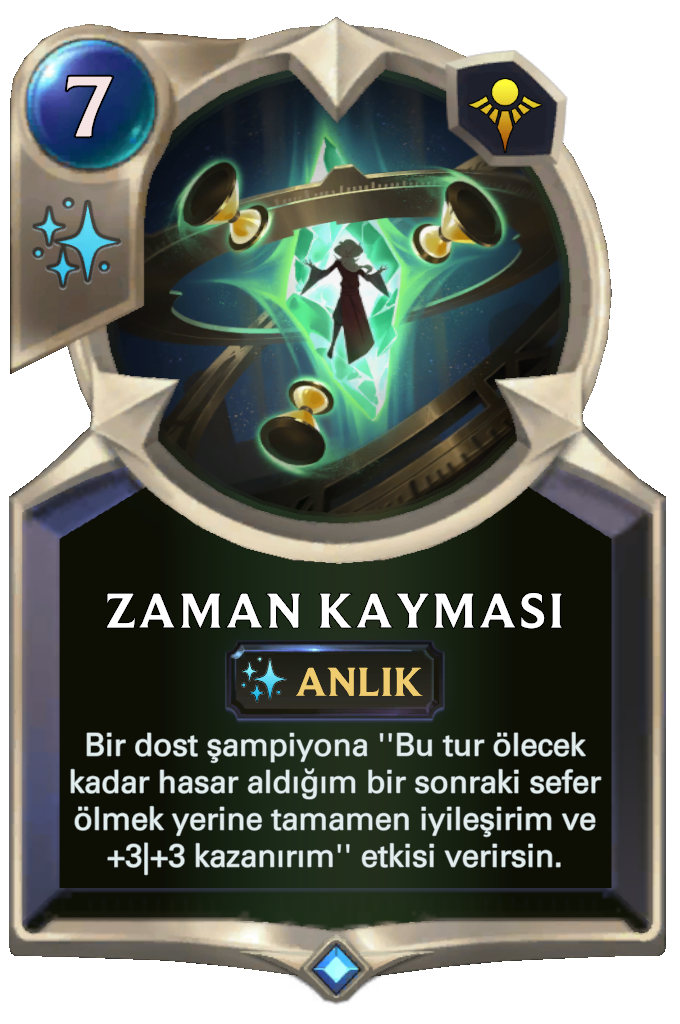 7
ZAMAN KAYMASI
ANLIK
Bir dost şampiyona ''Bu tur ölecek
kadar hasar aldığım bir sonraki sefer
ölmek yerine tamamen iyileşirim ve
+3|+3 kazanırım'' etkisi verirsin.